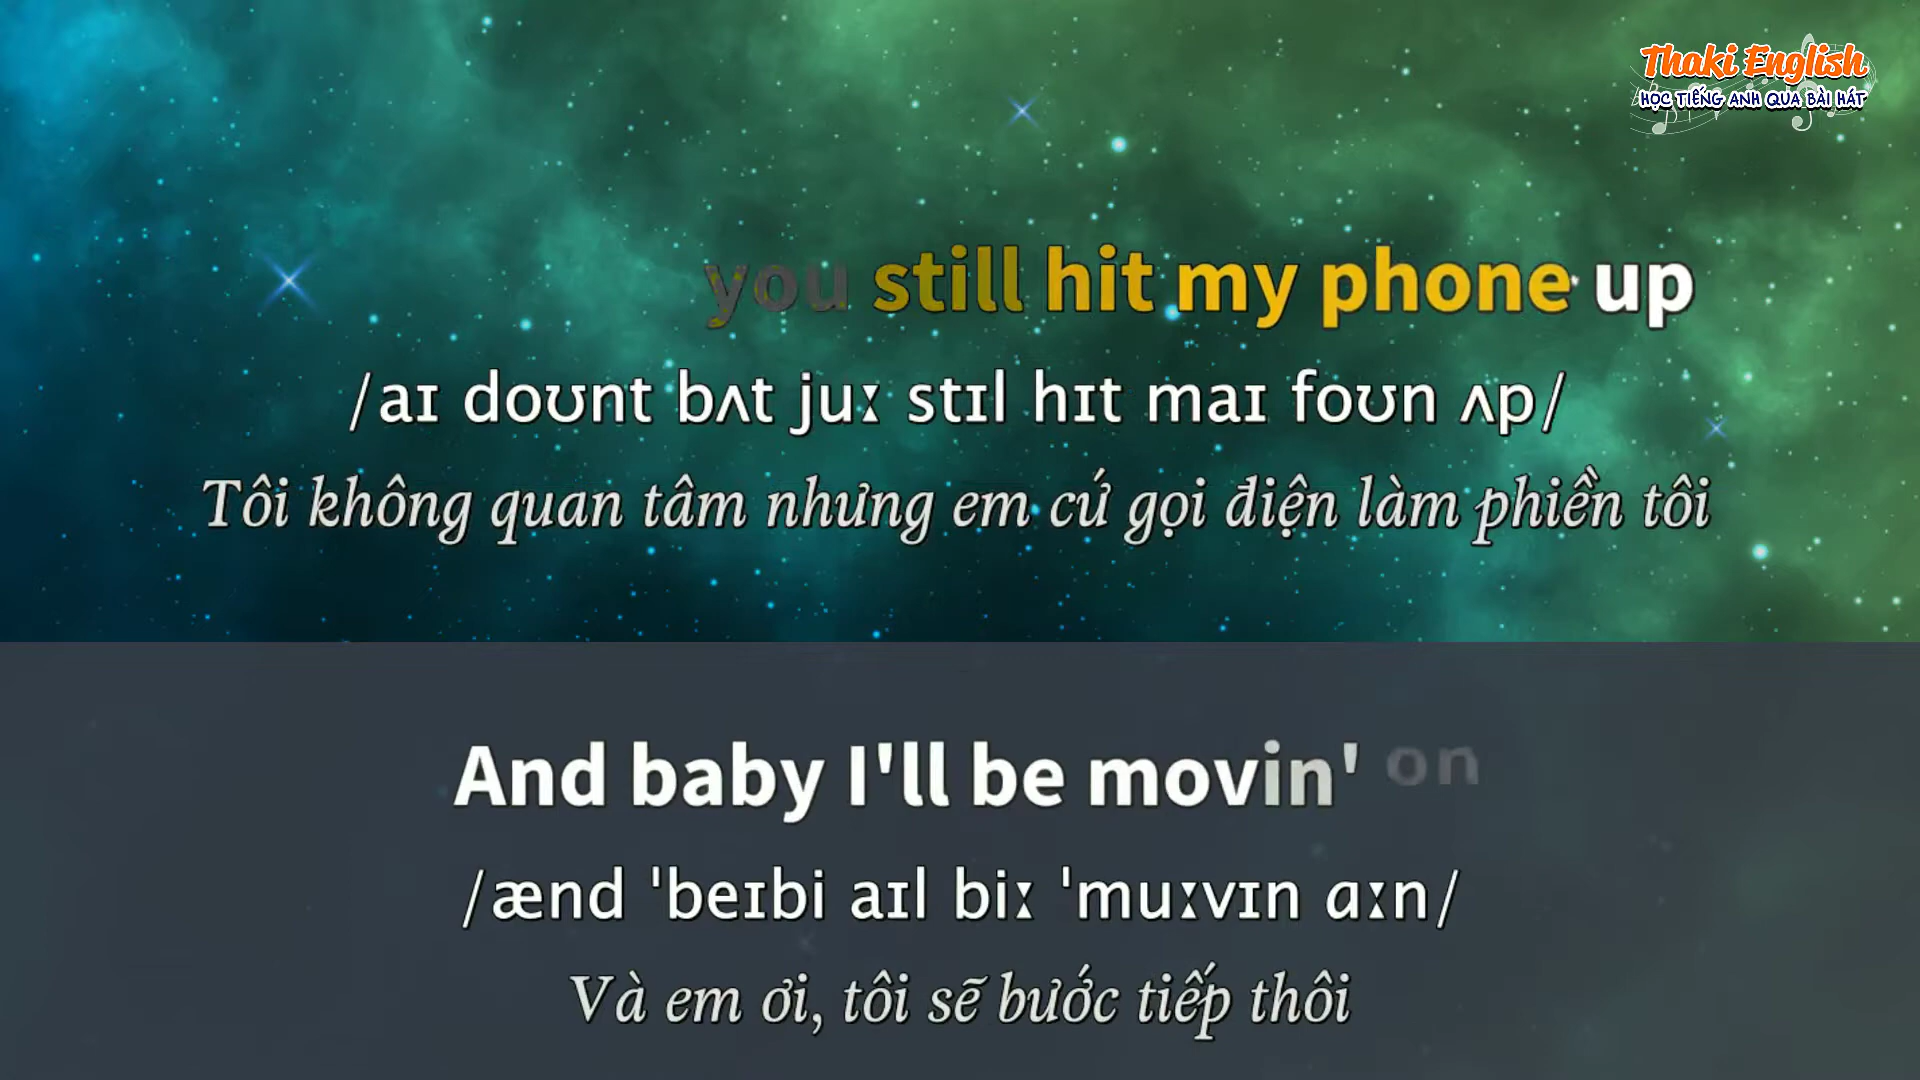 Thaki English
HỌC TIẾNG ANH QUA BÀI HÁT
you still hit my phone up
/aɪ doʊnt bʌt juː stɪl hɪt maɪ foʊn ʌp/
Tôi không quan tâm nhưng em cứ gọi điện làm phiền tôi
And baby I'll be movin' on
/ænd ˈbeɪbi aɪl biː ˈmuːvɪn ɑːn/
Và em ơi, tôi sẽ bước tiếp thôi